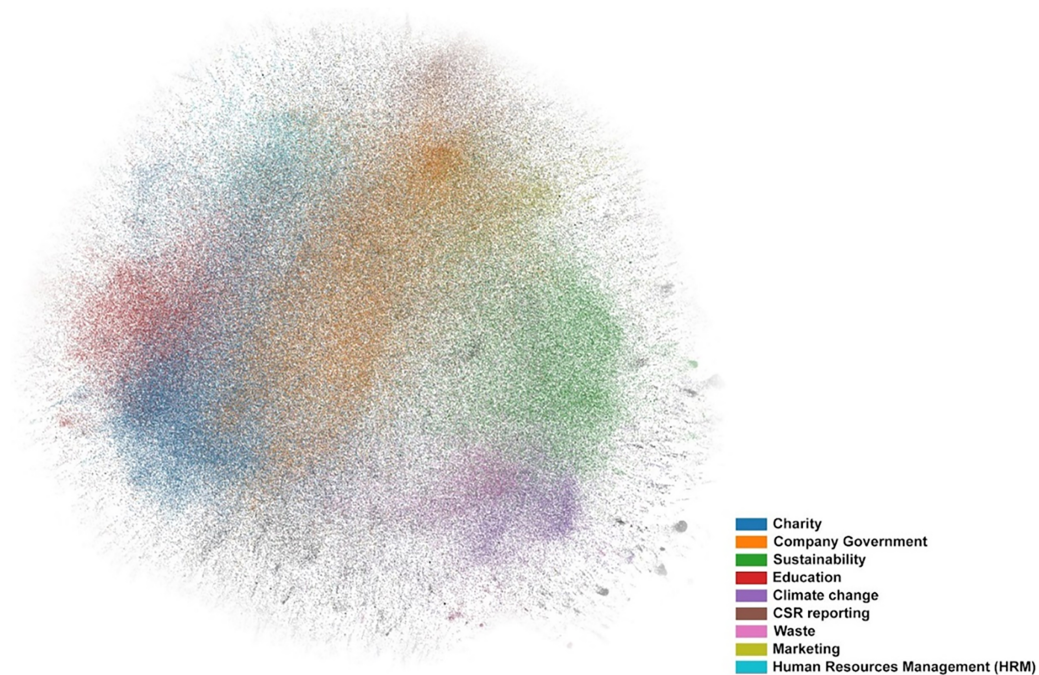 Charity
Company Government
Sustainability
Education
Climate change
CSR reporting
Waste
Marketing
Human Resources Management (HRM)